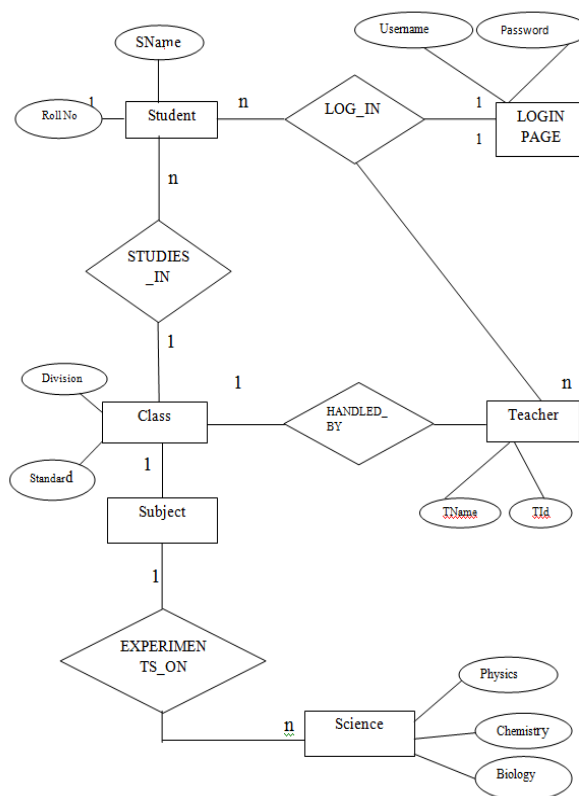 SName
Username
Password
Roll No
1
Student
n
LOG_IN
1
1
LOGIN
PAGE
n
STUDIES
_IN
1
Division
1
n
Class
HANDLED_
BY
Teacher
Standard
1
Subject
TName
TId
1
EXPERIMEN
TS_ON
Physics
n
Science
Chemistry
Biology